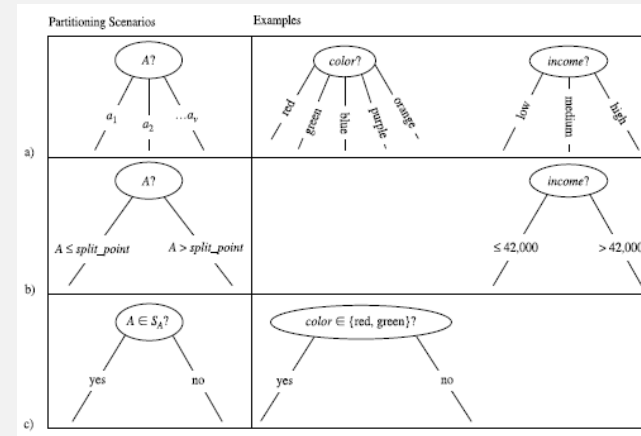 Partitioning Scenarios
Examples
A?
a1
a2
...av
color?
red
green
blue
purple
orange
income?
low
medium
high
a)
A?
A ≤ split_point
A > split_point
income?
≤ 42,000
> 42,000
b)
A ∈ SA?
yes
no
color ∈ {red, green}?
yes
no
c)